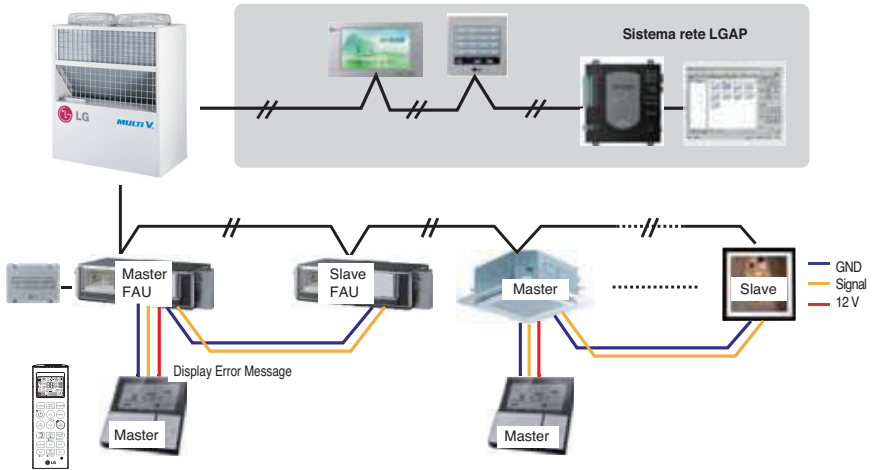 Sistema rete LGAP
LG
MULTI V.
Master
FAU
Slave
FAU
Master
Slave
GND
Signal
12 V
Display Error Message
Master
Master
LG